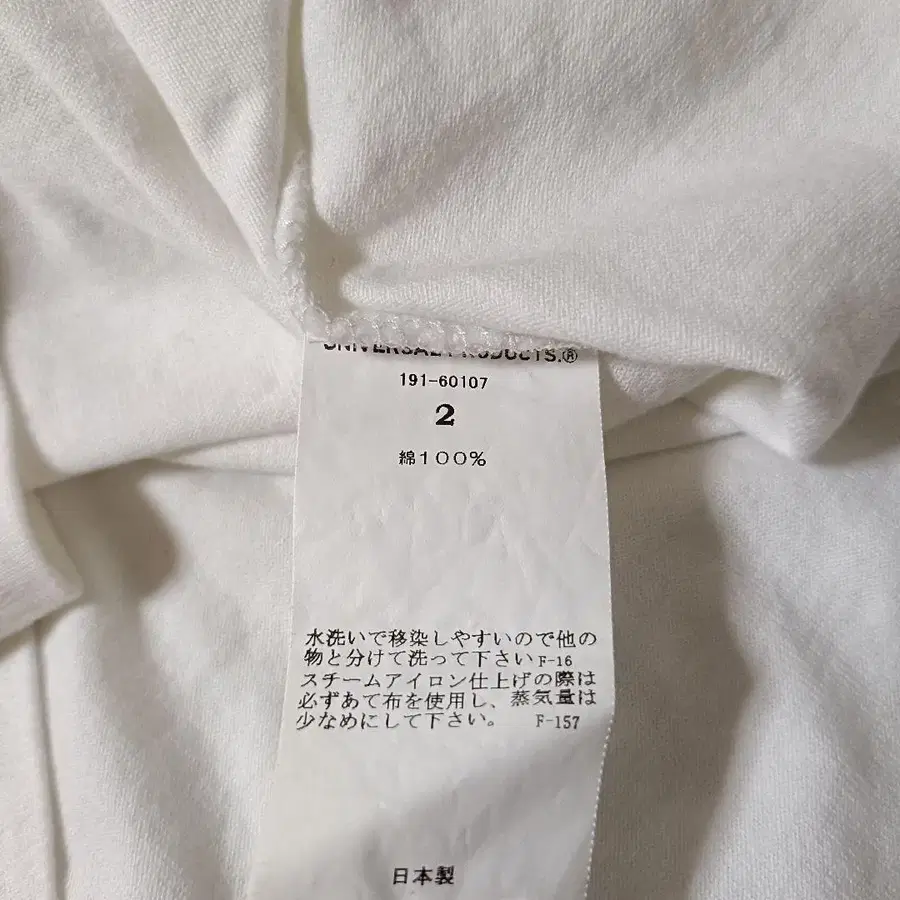 UNIVERSAL PRODUCTS.®
191-60107
2
綿100%
水洗いで移染しやすいので他の
物と分けて洗って下さい F-16
スチームアイロン仕上げの際は
必ずあて布を使用し、蒸気量は
少なめにして下さい。 F-157
日本製